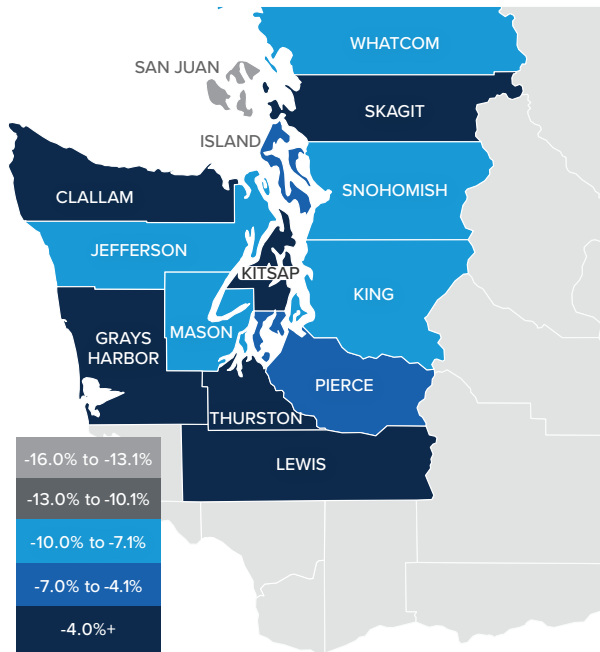 WHATCOM
SAN JUAN
SKAGIT
ISLAND
SNOHOMISH
CLALLAM
JEFFERSON
KITSAP
KING
MASON
GRAYS
HARBOR
PIERCE
THURSTON
LEWIS
-16.0% to -13.1%
-13.0% to -10.1%
-10.0% to -7.1%
-7.0% to -4.1%
-4.0%+